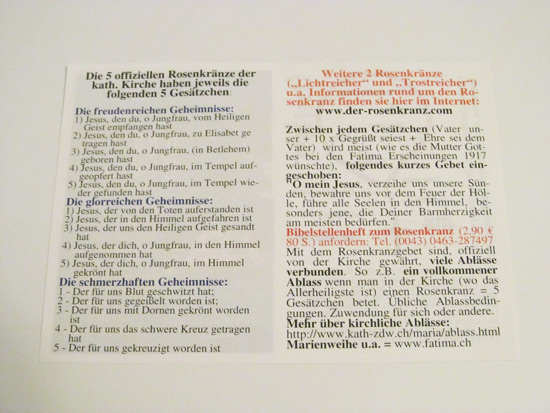 Die 5 offiziellen Rosenkränze der
kath. Kirche haben jeweils die
folgenden 5 Gesätzchen:
Die freudenreichen Geheimnisse:
1) Jesus, den du, o Jungfrau, vom Heiligen
Geist empfangen hast
2) Jesus, den du, o Jungfrau, zu Elisabet ge
tragen hast
3) Jesus, den du, o Jungfrau, (in Betlehem)
geboren hast
4) Jesus, den du, o Jungfrau, im Tempel auf-
geopfert hast
5) Jesus, den du, o Jungfrau, im Tempel wie-
der gefunden hast
Die glorreichen Geheimnisse:
1) Jesus, der von den Toten auferstanden ist
2) Jesus, der in den Himmel aufgefahren ist
3) Jesus, der uns den Heiligen Geist gesandt
hat
4) Jesus, der dich, o Jungfrau, in den Himmel
aufgenommen hat
5) Jesus, der dich, o Jungfrau, im Himmel
gekrönt hat
Die schmerzhaften Geheimnisse:
1 - Der für uns Blut geschwitzt hat;
2 - Der für uns gegeißelt worden ist;
3 - Der für uns mit Dornen gekrönt worden
ist
4 - Der für uns das schwere Kreuz getragen
hat
5 - Der für uns gekreuzigt worden ist
Weitere 2 Rosenkränze
(„Lichtreicher" und „Trostreicher")
u.a. Informationen rund um den Ro-
senkranz finden sie hier im Internet:
www.der-rosenkranz.com
Zwischen jedem Gesätzchen (Vater un-
ser + 10 x Gegrüßt seiest + Ehre sei dem
Vater) wird meist (wie es die Mutter Got-
tes bei den Fatima Erscheinungen 1917
wünschte), folgendes kurzes Gebet ein-
geschoben:
"O mein Jesus, verzeihe uns unsere Sün-
den, bewahre uns vor dem Feuer der Höl-
le, führe alle Seelen in den Himmel, be-
sonders jene, die Deiner Barmherzigkeit
am meisten bedürfen."
Bibelstellenheft zum Rosenkranz (2,90 €
80 S.) anfordern: Tel. (0043) 0463-287497
Mit dem Rosenkranzgebet sind, offiziell
von der Kirche gewährt, viele Ablässe
verbunden. So z.B. ein vollkommener
Ablass wenn man in der Kirche (wo das
Allerheiligste ist) einen Rosenkranz = 5
Gesätzchen betet. Übliche Ablassbedin-
gungen. Zuwendung für sich oder andere.
Mehr über kirchliche Ablässe:
http://www.kath-zdw.ch/maria/ablass.html
Marienweihe u.a. = www.fatima.ch